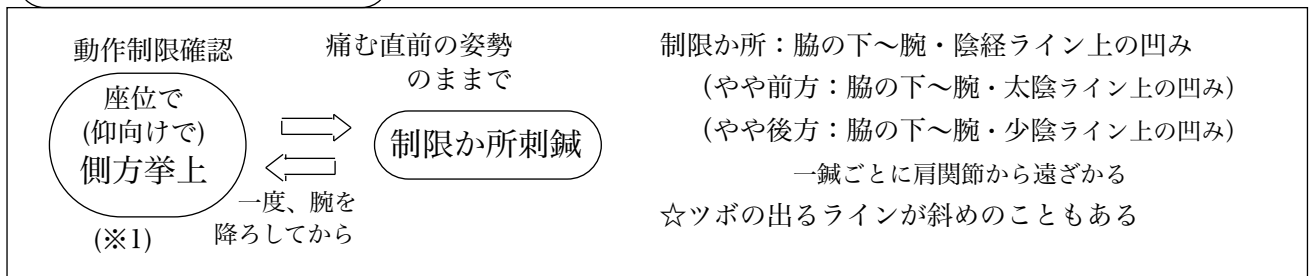 動作制限確認
座位で
(仰向けで)
側方挙上
(※1)
痛む直前の姿勢
のままで
制限か所刺鍼
一度、腕を
降ろしてから
制限か所：脇の下～腕・陰経ライン上の凹み
（やや前方：脇の下～腕・太陰ライン上の凹み）
（やや後方：脇の下～腕・少陰ライン上の凹み）
一鍼ごとに肩関節から遠ざかる
☆ツボの出るラインが斜めのこともある